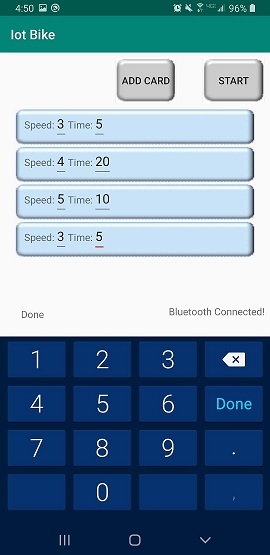 4:50 96%
Iot Bike
ADD CARD START
Speed: 3 Time: 5
Speed: 4 Time: 20
Speed: 5 Time: 10
Speed: 3 Time: 5
Done Bluetooth Connected!
1 2 3
4 5 6 Done
7 8 9 .
0 ,